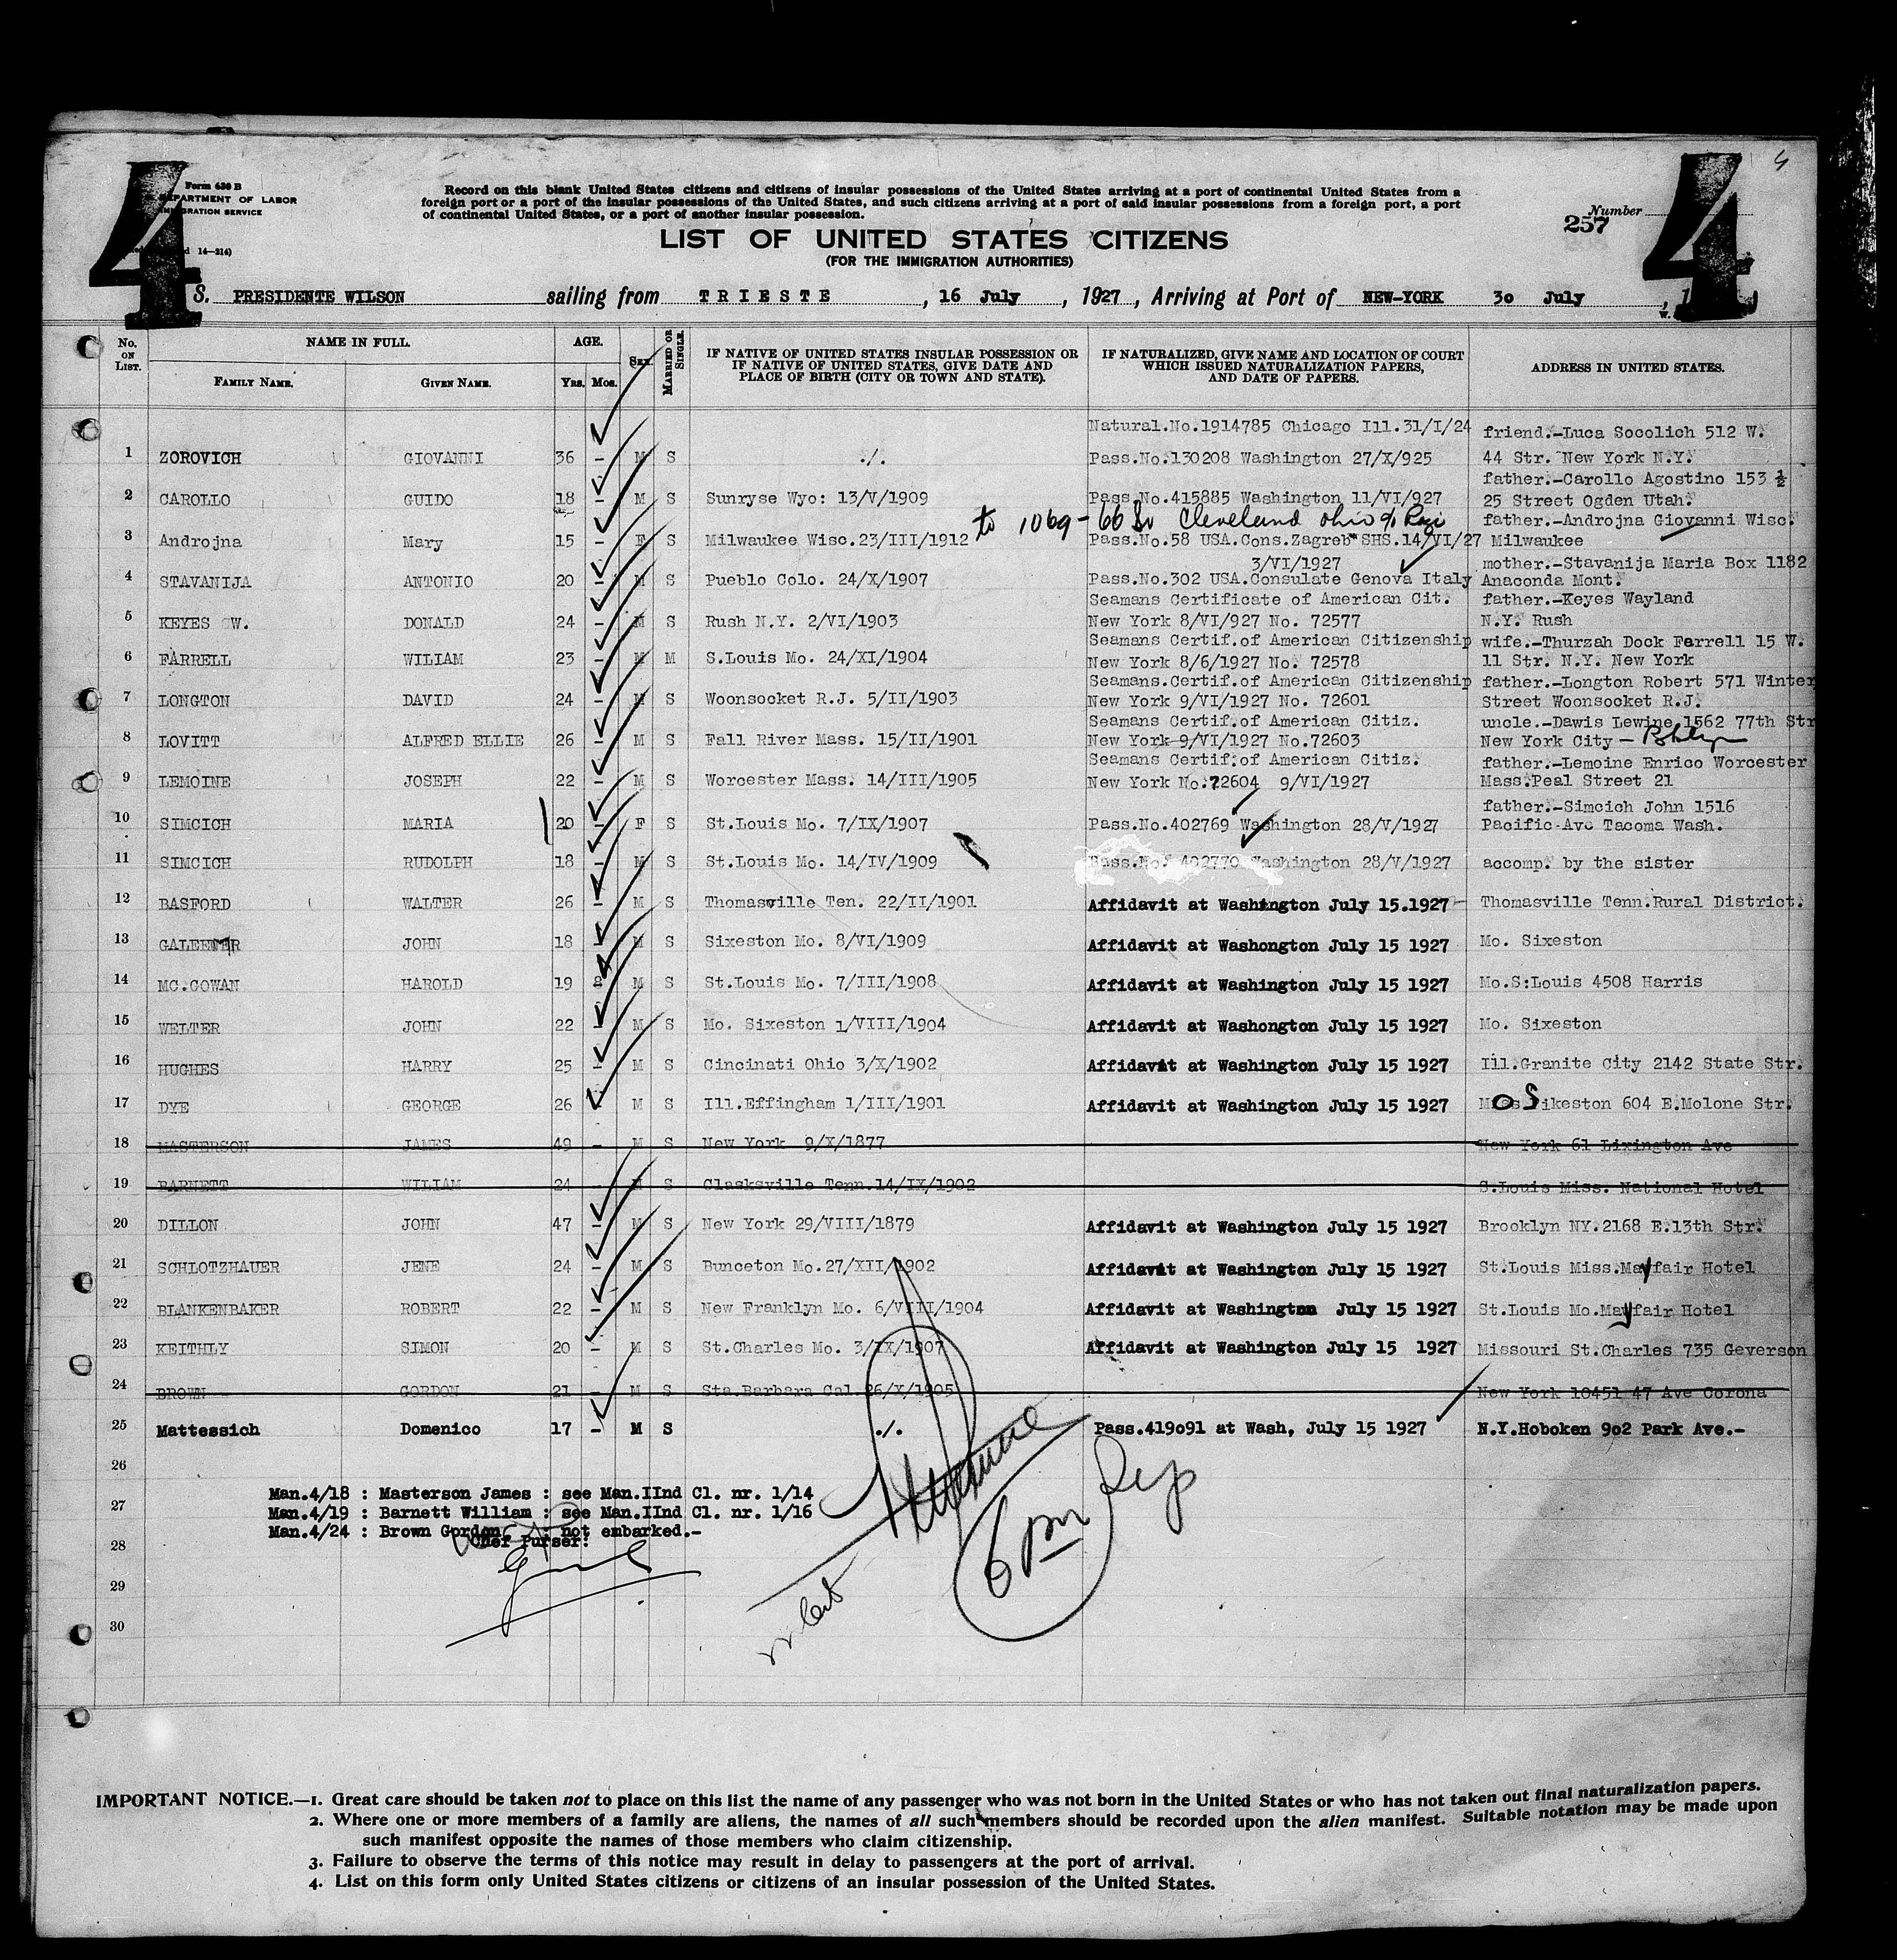 4
4
4
Form 630 B
DEPARTMENT OF LABOR
IMMIGRATION SERVICE
14—214)
Record on this blank United States citizens and citizens of insular possessions of the United States arriving at a port of continental United States from a
foreign port or a port of the insular possessions of the United States, and such citizens arriving at a port of said insular possessions from a foreign port, a port
of continental United States, or a port of another insular possession.
Number
257
LIST OF UNITED STATES CITIZENS
(FOR THE IMMIGRATION AUTHORITIES)
S. PRESIDENTE WILSON sailing from TRIESTE, 16 July, 1927, Arriving at Port of NEW-YORK 30 July, 1
No. ON LIST. NAME IN FULL. AGE. SEX. MARRIED OR SINGLE. IF NATIVE OF UNITED STATES INSULAR POSSESSION OR IF NATIVE OF UNITED STATES, GIVE DATE AND PLACE OF BIRTH (CITY OR TOWN AND STATE). IF NATURALIZED, GIVE NAME AND LOCATION OF COURT WHICH ISSUED NATURALIZATION PAPERS, AND DATE OF PAPERS. ADDRESS IN UNITED STATES.
FAMILY NAME. GIVEN NAME. Yrs. Mos.
Natural.No.1914785 Chicago Ill.31/I/24 friend.-Luca Socolich 512 W.
1 ZOROVICH GIOVANNI 36 - M S ./. Pass.No.130208 Washington 27/X/925 44 Str. New York N.Y.
father.-Carollo Agostino 153 ½
2 CAROLLO GUIDO 18 - M S Sunryse Wyo: 13/V/1909 Pass.No.415885 Washington 11/VI/927 25 Street Ogden Utah.
to 1069-66 Cleveland Ohio father.-Androjna Giovanni Wisc.
3 Androjna Mary 15 - F S Milwaukee Wisc.23/III/1912 Pass.No.58 USA.Cons.Zagreb SHS.14/VI/27 Milwaukee
3/VI/1927 mother.-Stavanija Maria Box 1182
4 STAVANIJA ANTONIO 20 - M S Pueblo Colo. 24/X/1907 Pass.No.302 USA.Consulate Genova Italy Anaconda Mont.
Seamans Certificate of American Cit. father.-Keyes Wayland
5 KEYES W. DONALD 24 - M S Rush N.Y. 2/VI/1903 New York 8/VI/927 No. 72577 N.Y. Rush
Seamans Certif.of American Citizenship wife.-Thurzah Dock Farrell 15 W.
6 FARRELL WILIAM 23 - M M S.Louis Mo. 24/XI/1904 New York 8/6/1927 No. 72578 11 Str. N.Y. New York
Seamans.Certif.of American Citizenship father.-Longton Robert 571 Winter
7 LONGTON DAVID 24 - M S Woonsocket R.J. 5/II/1903 New York 9/VI/1927 No. 72601 Street Woonsocket R.J.
Seamans Certif.of American Citiz. uncle.-Dawis Lewine 1562 77th Str
8 LOVITT ALFRED ELLIE 26 - M S Fall River Mass. 15/II/1901 New York 9/VI/1927 No.72603 New York City - Bklyn
Seamans Certif.of American Citiz. father.-Lemoine Enrico Worcester
9 LEMOINE JOSEPH 22 - M S Worcester Mass. 14/III/1905 New York No.72604 9/VI/1927 Mass.Peal Street 21
father.-Simcich John 1516
10 SIMCICH MARIA 20 - F S St.Louis Mo. 7/IX/1907 Pass.No.402769 Washington 28/V/1927 Pacific-Ave Tacoma Wash.
11 SIMCICH RUDOLPH 18 - M S St.Louis Mo. 14/IV/1909 Pass.No. 402770 Washington 28/V/1927 accomp. by the sister
12 BASFORD WALTER 26 - M S Thomasville Ten. 22/II/1901 Affidavit at Washington July 15.1927 Thomasville Tenn.Rural District.
13 JOHN 18 - M S Sixeston Mo. 8/VI/1909 Affidavit at Washongton July 15 1927 Mo. Sixeston
14 MC.COWAN HAROLD 19 M S St.Louis Mo. 7/III/1908 Affidavit at Washington July 15 1927 Mo.S:Louis 4508 Harris
15 WELTER JOHN 22 - M S Mo. Sixeston 1/VIII/1904 Affidavit at Washongton July 15 1927 Mo. Sixeston
16 HUGHES HARRY 25 - M S Cincinati Ohio 3/X/1902 Affidavit at Washington July 15 1927 Ill.Granite City 2142 State Str.
17 DYE GEORGE 26 - M S Ill.Effingham 1/III/1901 Affidavit at Washington July 15 1927 Mo Sikeston 604 E.Molone Str.
18 MASTERSON JAMES 49 - M S New York 9/X/1877 New York 61 Lixington Ave
19 BARNETT WILIAM 24 - M S Clasksville Tenn.14/IX/1902 S.Louis Miss. National Hotel
20 DILLON JOHN 47 - M S New York 29/VIII/1879 Affidavit at Washington July 15 1927 Brooklyn NY.2168 E.13th Str.
21 SCHLOTZHAUER JENE 24 - M S Bunceton Mo.27/XII/1902 Affidavit at Washington July 15 1927 St.Louis Miss.Mayfair Hotel
22 BLANKENBAKER ROBERT 22 - M S New Franklyn Mo. 6/VIII/1904 Affidavit at Washington July 15 1927 St.Louis Mo.Mayfair Hotel
23 KEITHLY SIMON 20 - M S St.Charles Mo. 3/IX/1907 Affidavit at Washington July 15 1927 Missouri St.Charles 735 Geverson
24 BROWN GORDON 21 - M S Sta.Barbara Cal.26/X/1905 New York 10451 47 Ave Corona
25 Mattessich Domenico 17 - M S ./. Pass.419091 at Wash, July 15 1927 N.Y.Hoboken 902 Park Ave.-
26
Man.4/18 : Masterson James : see Man.IInd Cl. nr. 1/14
27
Man.4/19 : Barnett William : see Man.IInd Cl. nr. 1/16
Man.4/24 : Brown Gordon not embarked.-
28
Chef Purser:
6 pm
29
30
IMPORTANT NOTICE.—1. Great care should be taken not to place on this list the name of any passenger who was not born in the United States or who has not taken out final naturalization papers.
2. Where one or more members of a family are aliens, the names of all such members should be recorded upon the alien manifest. Suitable notation may be made upon
such manifest opposite the names of those members who claim citizenship.
3. Failure to observe the terms of this notice may result in delay to passengers at the port of arrival.
4. List on this form only United States citizens or citizens of an insular possession of the United States.